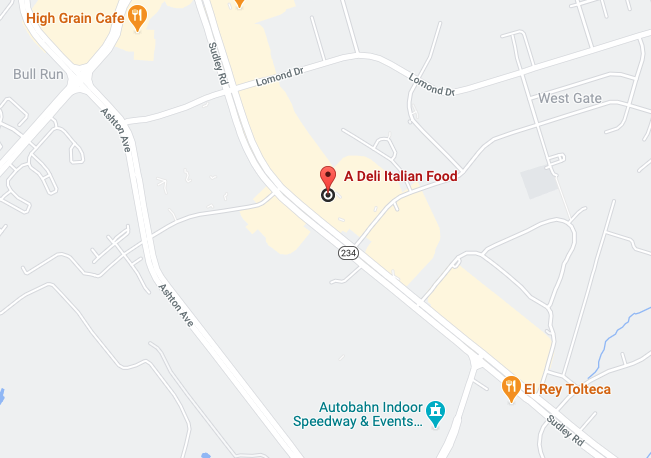 High Grain Cafe
Sudley Rd
Bull Run
Lomond Dr
Lomond Dr
West Gate
Ashton Ave
A Deli Italian Food
234
Ashton Ave
El Rey Tolteca
Autobahn Indoor
Speedway & Events...
Sudley Rd